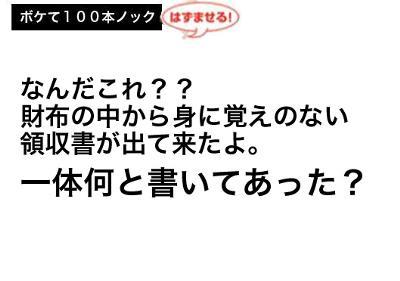 ボケて１００本ノック
はずませる！
なんだこれ？？
財布の中から身に覚えのない
領収書が出て来たよ。
一体何と書いてあった？